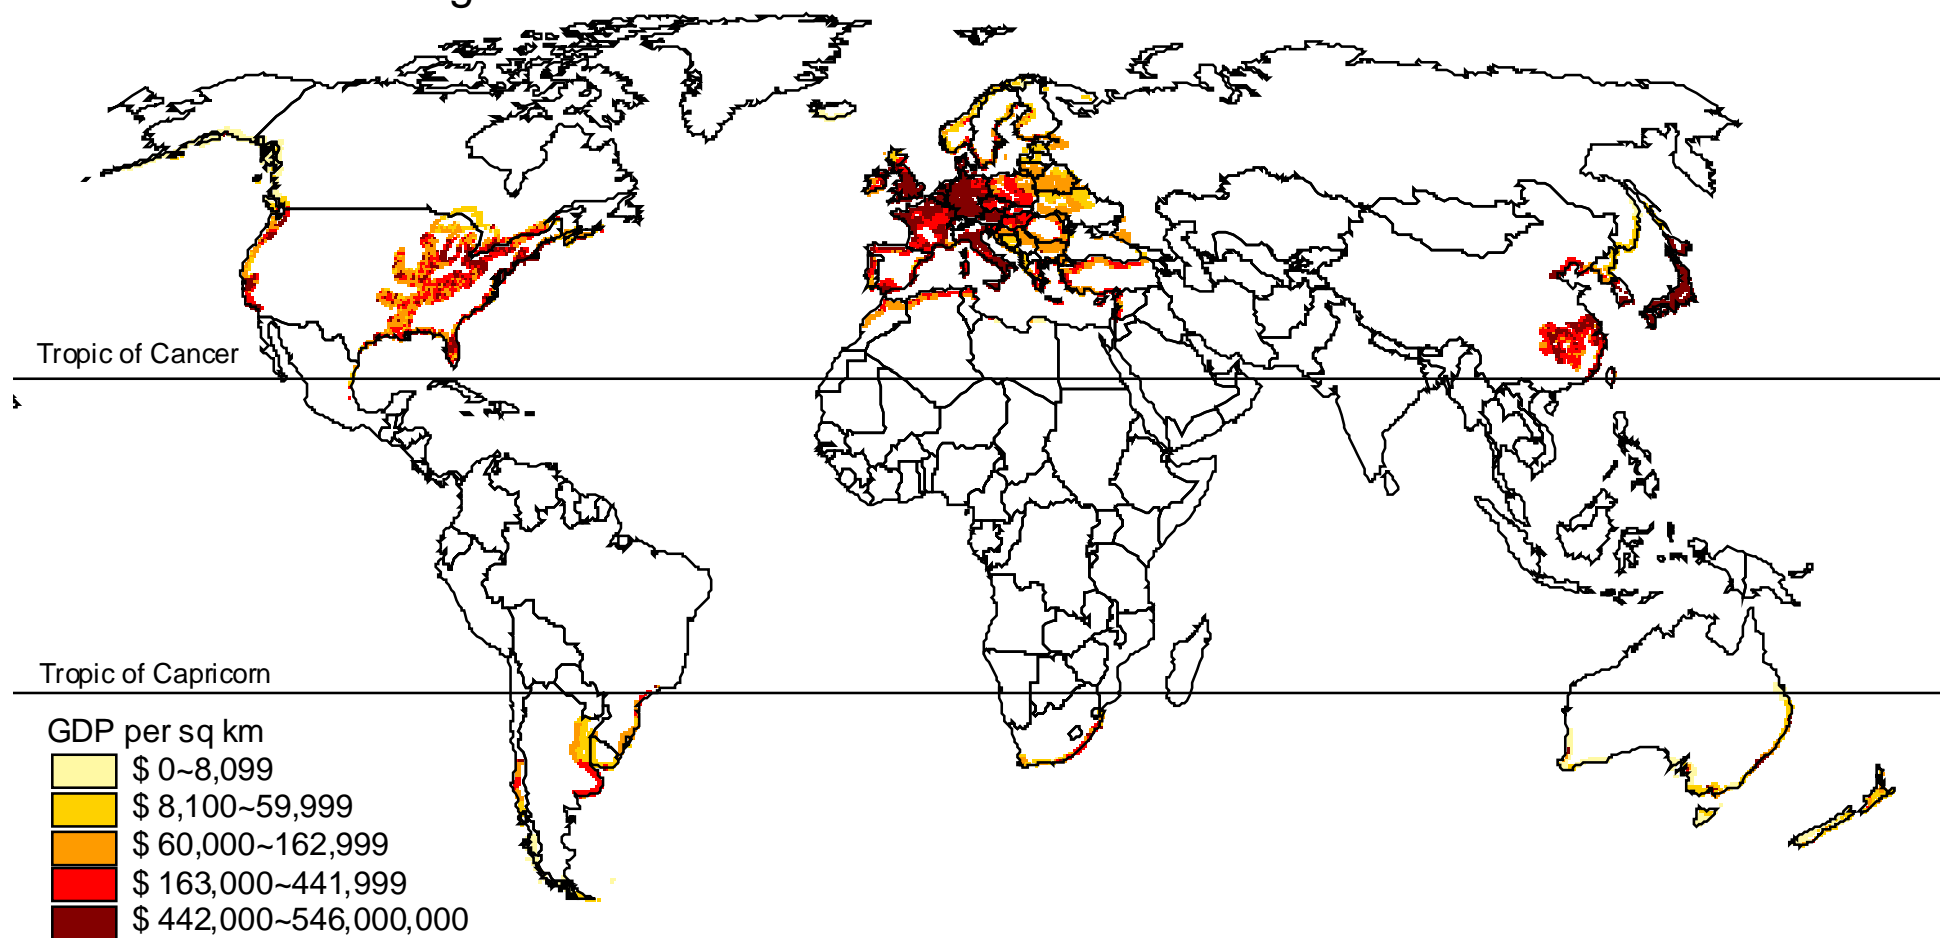 Tropic of Cancer
Tropic of Capricorn
GDP per sq km
$ 0~8,099
$ 8,100~59,999
$ 60,000~162,999
$ 163,000~441,999
$ 442,000~546,000,000